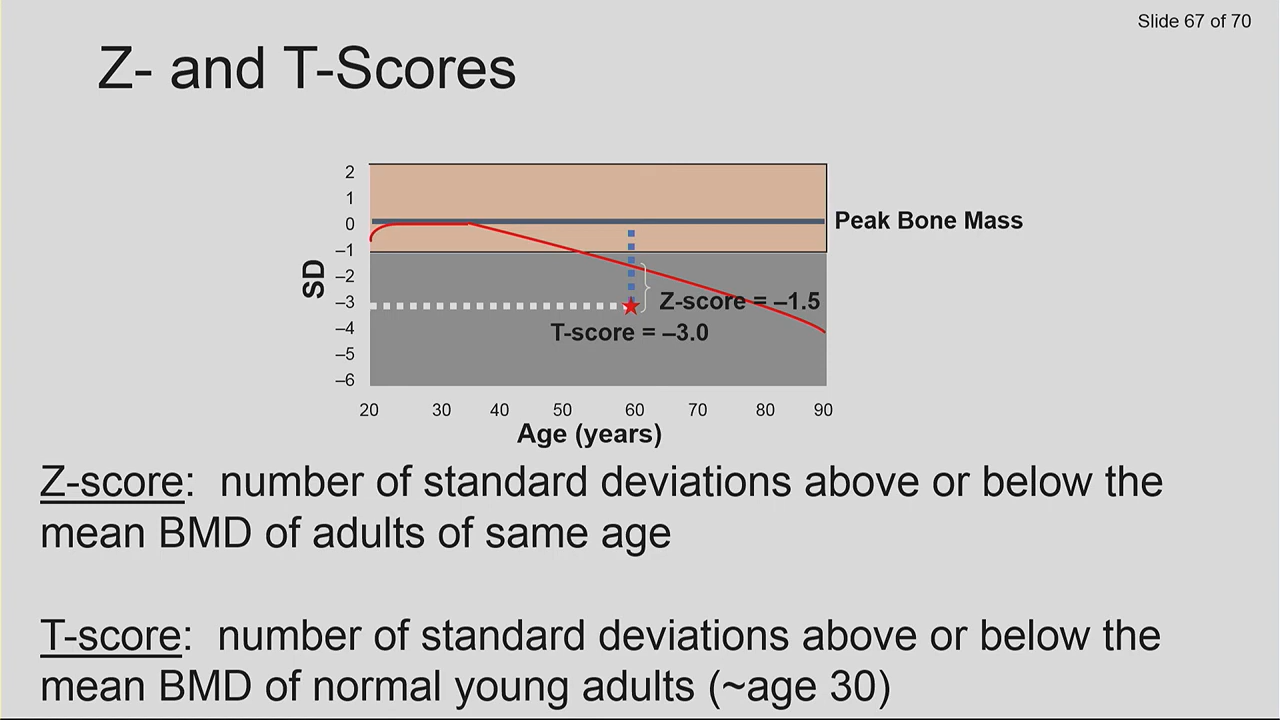 Slide 67 of 70
Z- and T-Scores
2
1
0
–1
–2
–3
–4
–5
–6
SD
Peak Bone Mass
Z-score = –1.5
T-score = –3.0
20 30 40 50 60 70 80 90
Age (years)
Z-score: number of standard deviations above or below the
mean BMD of adults of same age
T-score: number of standard deviations above or below the
mean BMD of normal young adults (~age 30)